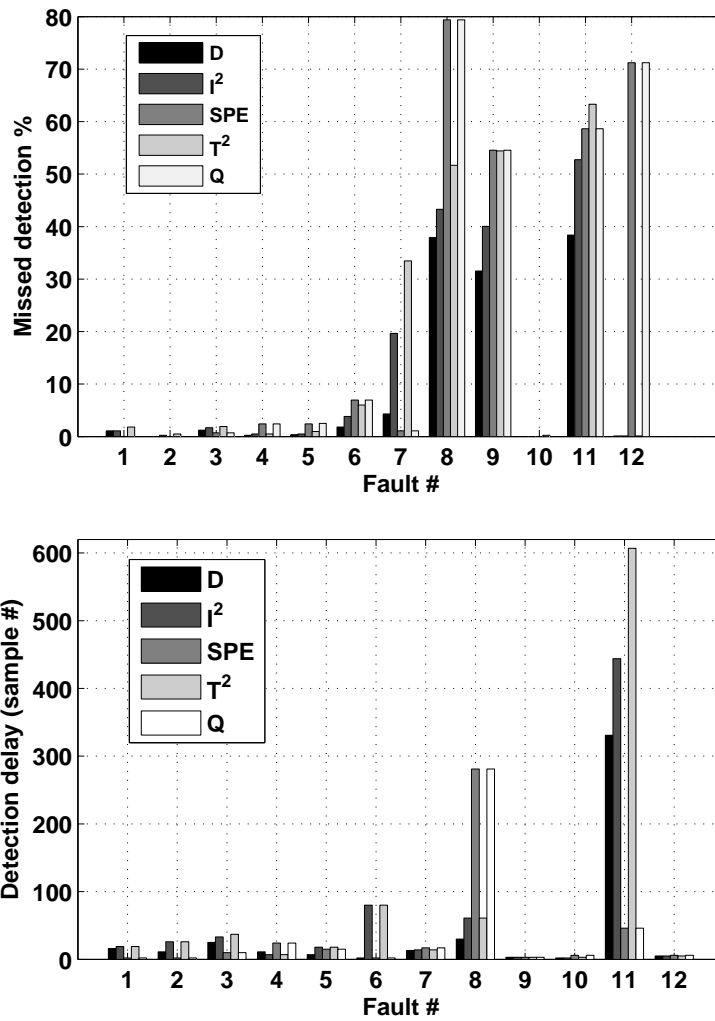 80
70
60
50
40
30
20
10
0
Missed detection %
D
I²
SPE
T²
Q
1 2 3 4 5 6 7 8 9 10 11 12
Fault #
600
500
400
300
200
100
0
Detection delay (sample #)
D
I²
SPE
T²
Q
1 2 3 4 5 6 7 8 9 10 11 12
Fault #